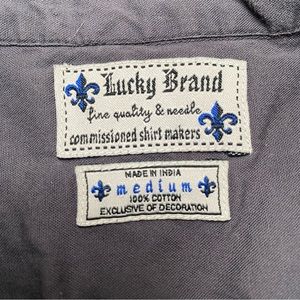 Lucky Brand
fine quality & needle
commissioned shirt makers
MADE IN INDIA
medium
100% COTTON
EXCLUSIVE OF DECORATION